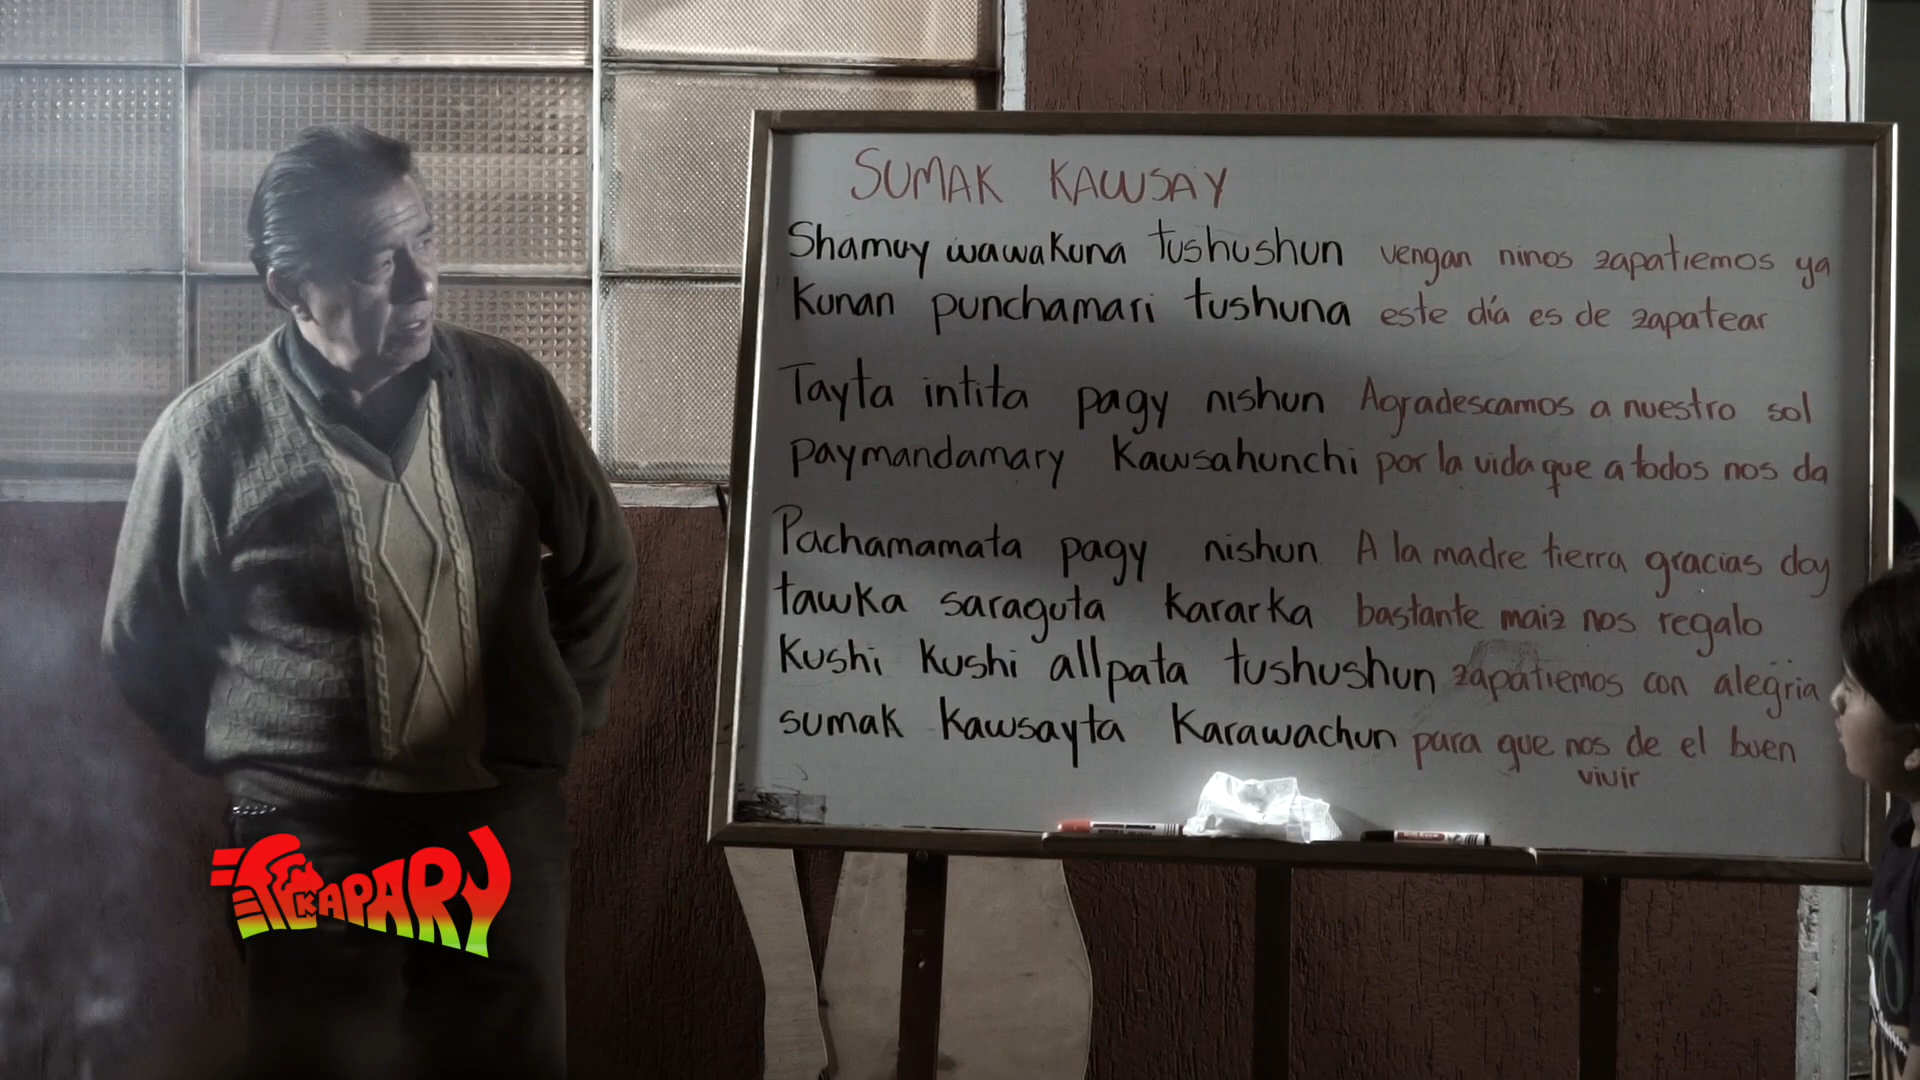 SUMAK KAWSAY
Shamuy wawakuna tushushun vengan ninos zapatiemos ya
Kunan punchamari tushuna este día es de zapatear
Tayta intita pagy nishun Agradescamos a nuestro sol
paymandamary Kawsahunchi por la vida que a todos nos da
Pachamamata pagy nishun A la madre tierra gracias doy
tawka saraguta Kararka bastante maiz nos regalo
Kushi Kushi allpata tushushun zapatiemos con alegria
sumak Kawsayta Karawachun para que nos de el buen
vivir
KAPARY